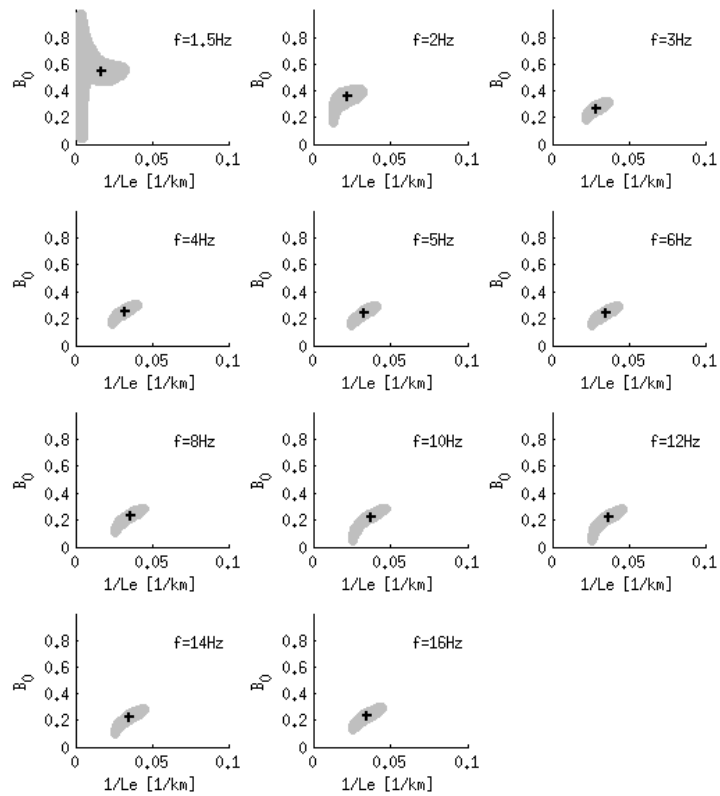 f=1.5Hz
0.8
0.6
0.4
0.2
0
B0
0 0.05 0.1
1/Le [1/km]
f=2Hz
0.8
0.6
0.4
0.2
0
B0
0 0.05 0.1
1/Le [1/km]
f=3Hz
0.8
0.6
0.4
0.2
0
B0
0 0.05 0.1
1/Le [1/km]
f=4Hz
0.8
0.6
0.4
0.2
0
B0
0 0.05 0.1
1/Le [1/km]
f=5Hz
0.8
0.6
0.4
0.2
0
B0
0 0.05 0.1
1/Le [1/km]
f=6Hz
0.8
0.6
0.4
0.2
0
B0
0 0.05 0.1
1/Le [1/km]
f=8Hz
0.8
0.6
0.4
0.2
0
B0
0 0.05 0.1
1/Le [1/km]
f=10Hz
0.8
0.6
0.4
0.2
0
B0
0 0.05 0.1
1/Le [1/km]
f=12Hz
0.8
0.6
0.4
0.2
0
B0
0 0.05 0.1
1/Le [1/km]
f=14Hz
0.8
0.6
0.4
0.2
0
B0
0 0.05 0.1
1/Le [1/km]
f=16Hz
0.8
0.6
0.4
0.2
0
B0
0 0.05 0.1
1/Le [1/km]